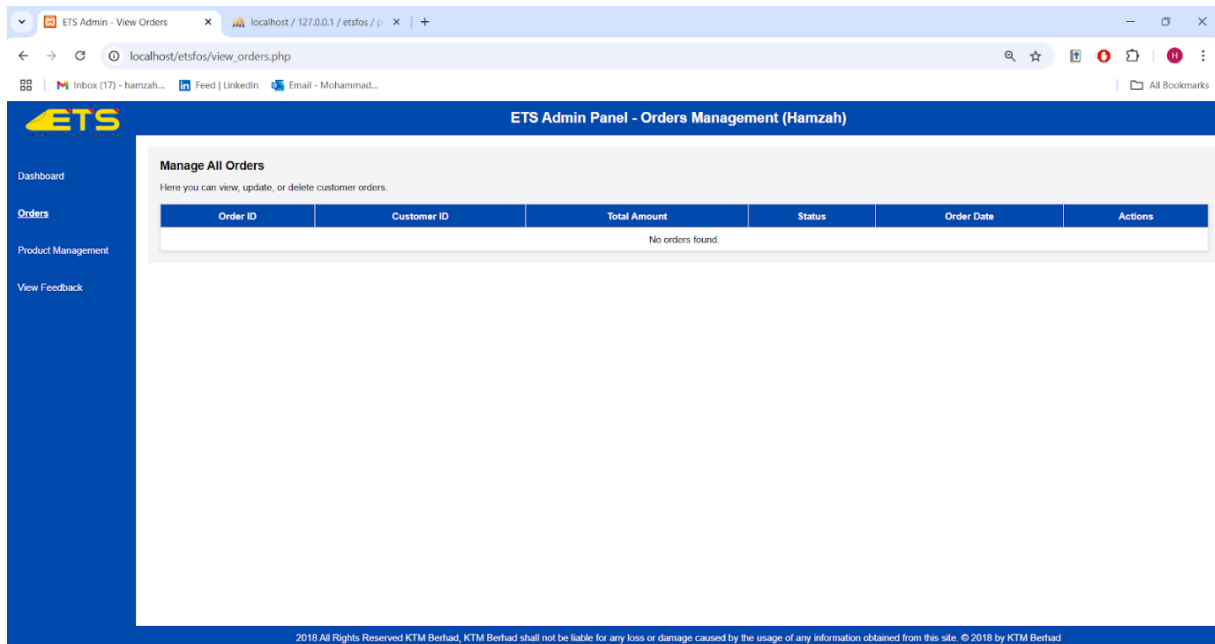 ETS Admin - View Orders
localhost / 127.0.0.1 / etsfos / p
localhost/etsfos/view_orders.php
H
Inbox (17) - hamzah...
in Feed | LinkedIn
Email - Mohammad...
All Bookmarks
ETS
ETS Admin Panel - Orders Management (Hamzah)
Dashboard
Orders
Product Management
View Feedback
Manage All Orders
Here you can view, update, or delete customer orders.
Order ID Customer ID Total Amount Status Order Date Actions
No orders found.
2018 All Rights Reserved KTM Berhad, KTM Berhad shall not be liable for any loss or damage caused by the usage of any information obtained from this site. © 2018 by KTM Berhad